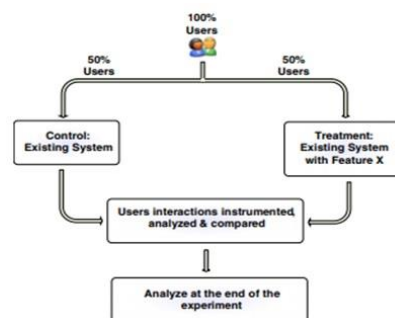 100%
Users
50%
Users
50%
Users
Control:
Existing System
Treatment:
Existing System
with Feature X
Users interactions instrumented,
analyzed & compared
Analyze at the end of the
experiment